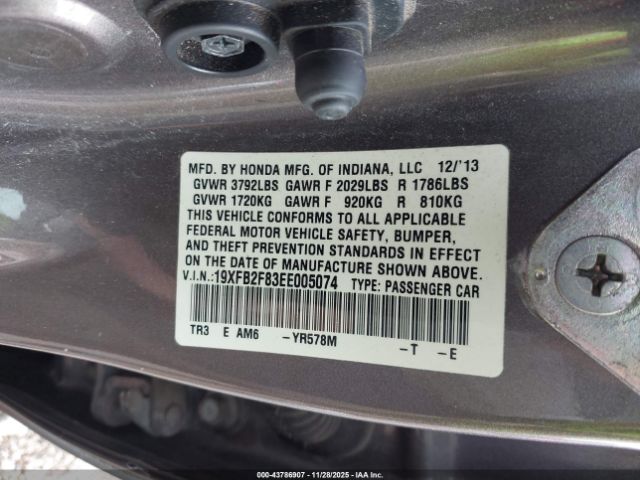 MFD. BY HONDA MFG. OF INDIANA, LLC 12/'13
GVWR 3792LBS GAWR F 2029LBS R 1786LBS
GVWR 1720KG GAWR F 920KG R 810KG
THIS VEHICLE CONFORMS TO ALL APPLICABLE
FEDERAL MOTOR VEHICLE SAFETY, BUMPER,
AND THEFT PREVENTION STANDARDS IN EFFECT
ON THE DATE OF MANUFACTURE SHOWN ABOVE.
V.I.N.:19XFB2F83EE005074 TYPE: PASSENGER CAR
TR3 E AM6 -YR578M -T -E
000-43786907 - 11/28/2025 - IAA Inc.